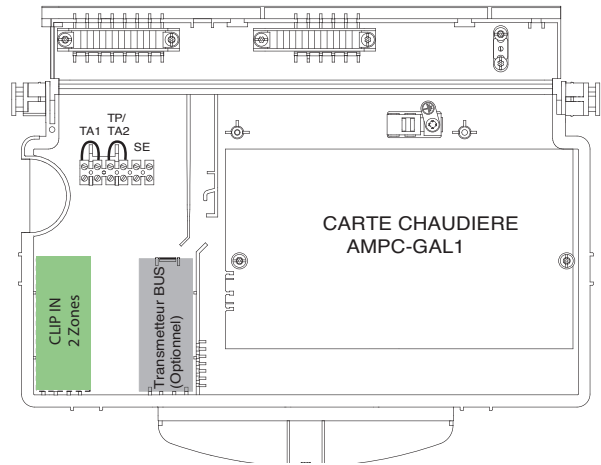 TP/
TA1 TA2
SE
CARTE CHAUDIERE
AMPC-GAL1
CLIP IN
2 Zones
Transmetteur BUS
(Optionnel)